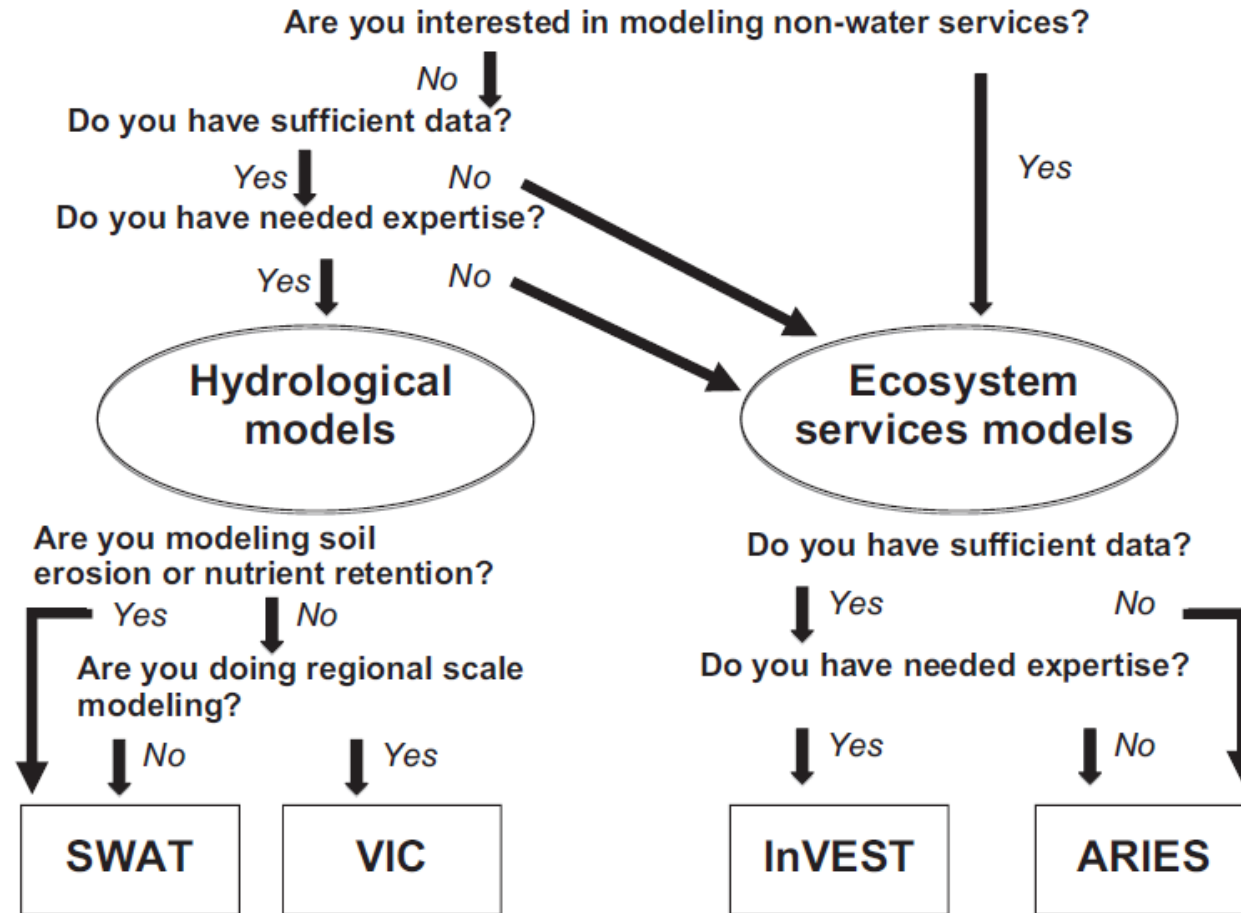 Are you interested in modeling non-water services?
No
Do you have sufficient data?
Yes
Yes No
Do you have needed expertise?
Yes No
Hydrological
models
Ecosystem
services models
Are you modeling soil
erosion or nutrient retention?
Yes No
Are you doing regional scale
modeling?
No Yes
Do you have sufficient data?
Yes No
Do you have needed expertise?
Yes No
SWAT VIC InVEST ARIES